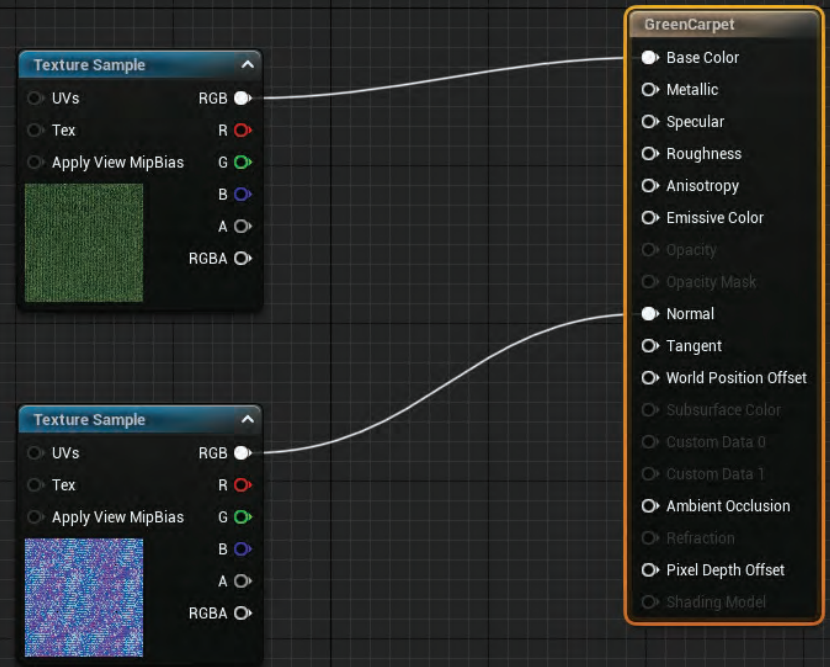 Texture Sample
UVs RGB
Tex R
Apply View MipBias G
B
A
RGBA
Texture Sample
UVs RGB
Tex R
Apply View MipBias G
B
A
RGBA
GreenCarpet
Base Color
Metallic
Specular
Roughness
Anisotropy
Emissive Color
Opacity
Opacity Mask
Normal
Tangent
World Position Offset
Subsurface Color
Custom Data 0
Custom Data 1
Ambient Occlusion
Refraction
Pixel Depth Offset
Shading Model